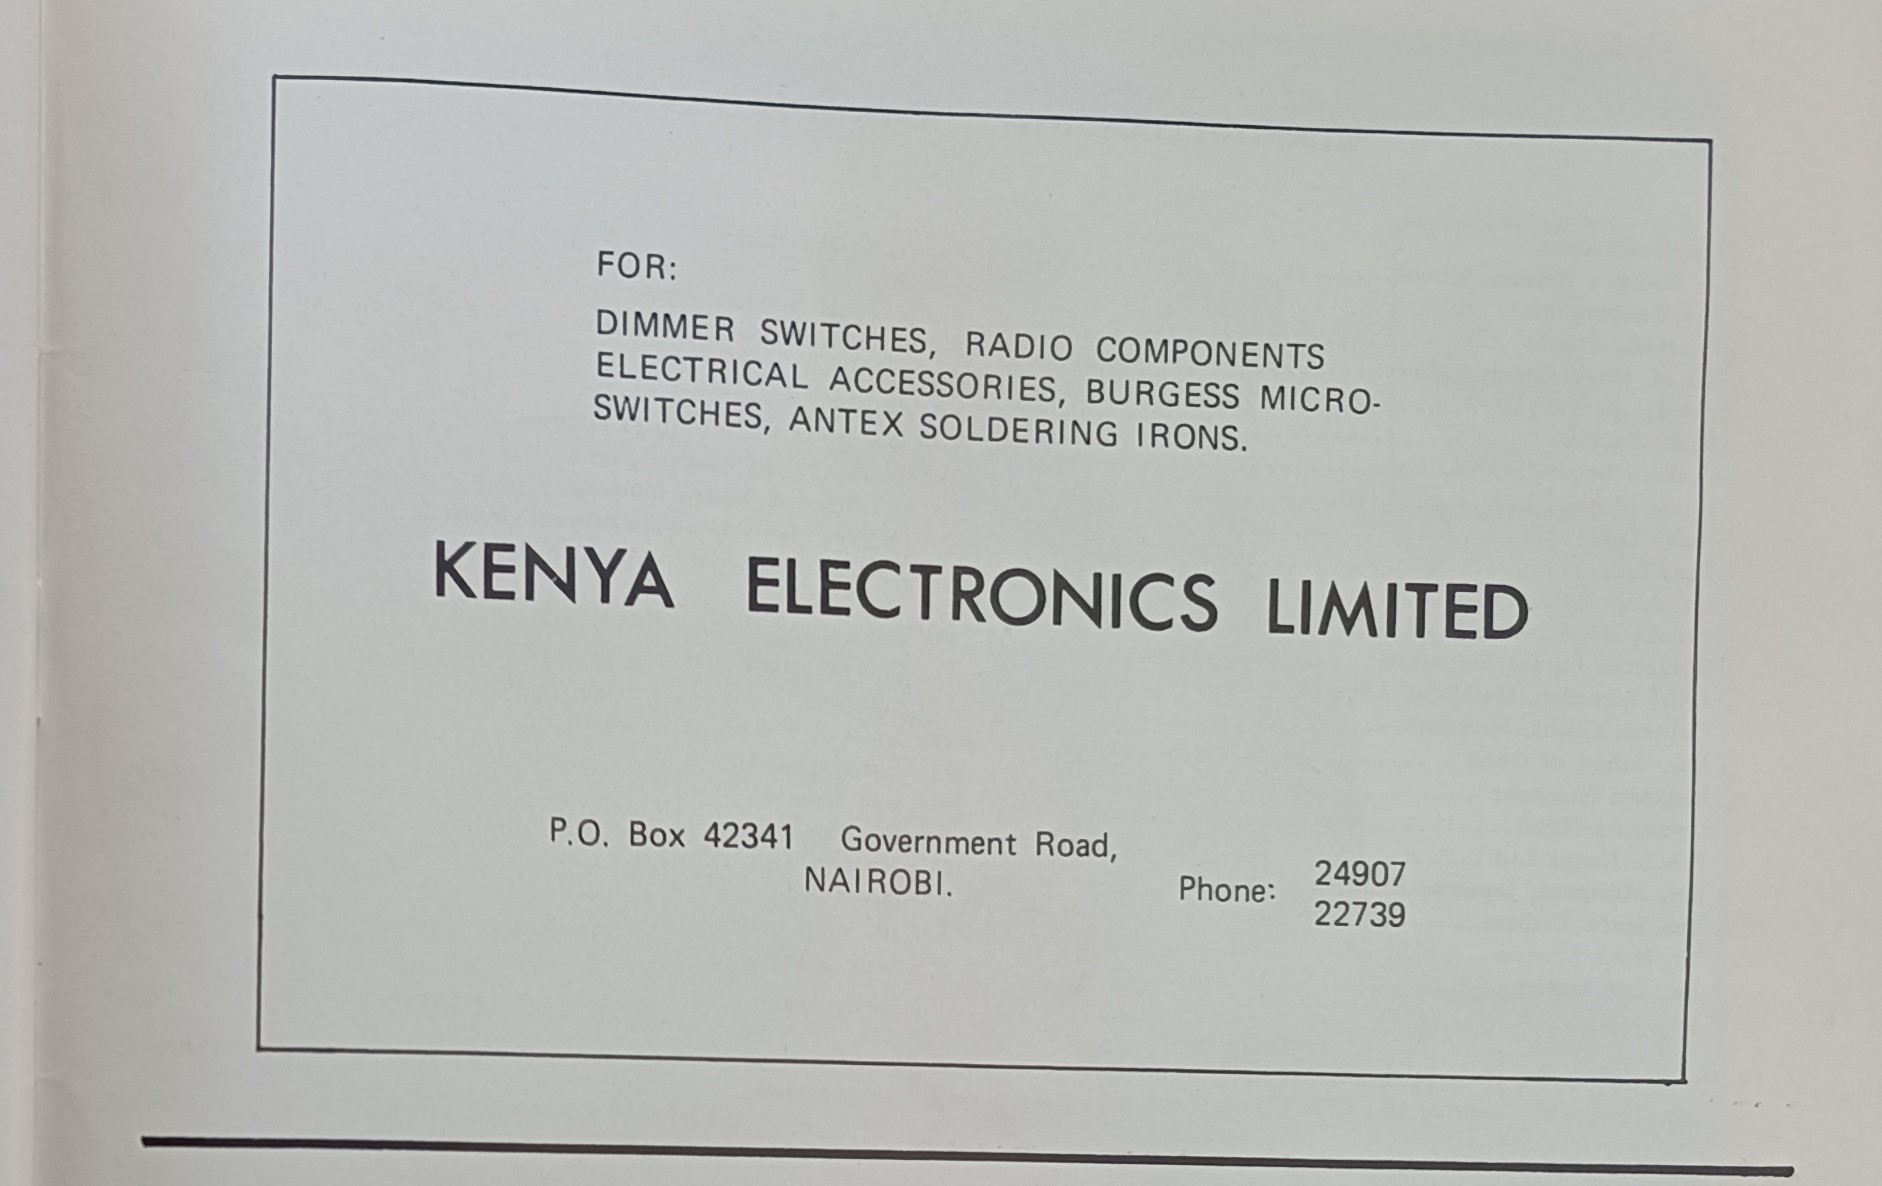 FOR:
DIMMER SWITCHES, RADIO COMPONENTS
ELECTRICAL ACCESSORIES, BURGESS MICRO-
SWITCHES, ANTEX SOLDERING IRONS.
KENYA ELECTRONICS LIMITED
P.O. Box 42341 Government Road,
NAIROBI.
Phone: 24907
22739